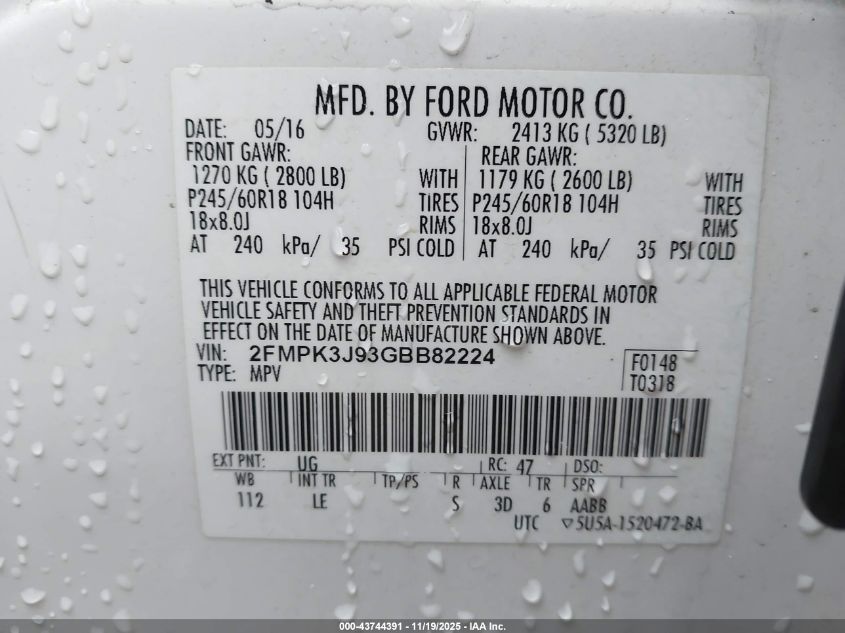 MFD. BY FORD MOTOR CO.
DATE: 05/16 GVWR: 2413 KG ( 5320 LB)
FRONT GAWR: REAR GAWR:
1270 KG ( 2800 LB) WITH 1179 KG ( 2600 LB) WITH
P245/60R18 104H TIRES P245/60R18 104H TIRES
18x8.0J RIMS 18x8.0J RIMS
AT 240 kPa/ 35 PSI COLD AT 240 kPa/ 35 PSI COLD
THIS VEHICLE CONFORMS TO ALL APPLICABLE FEDERAL MOTOR
VEHICLE SAFETY AND THEFT PREVENTION STANDARDS IN
EFFECT ON THE DATE OF MANUFACTURE SHOWN ABOVE.
VIN: 2FMPK3J93GBB82224 F0148
TYPE: MPV T0318
EXT PNT: UG RC: 47 DSO:
WB INT TR TP/PS R AXLE TR SPR
112 LE S 3D 6 AABB
UTC ▽5U5A-1520472-BA
000-43744391 - 11/19/2025 - IAA Inc.